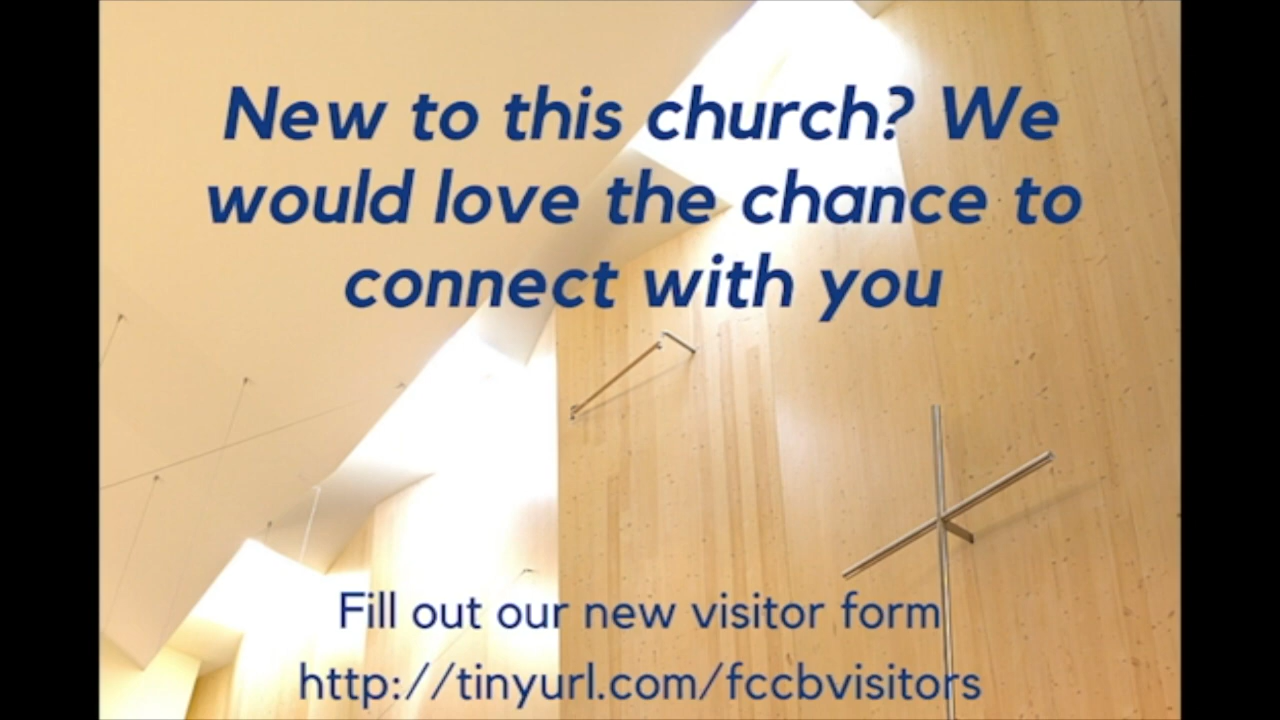 New to this church? We
would love the chance to
connect with you
Fill out our new visitor form
http://tinyurl.com/fccbvisitors